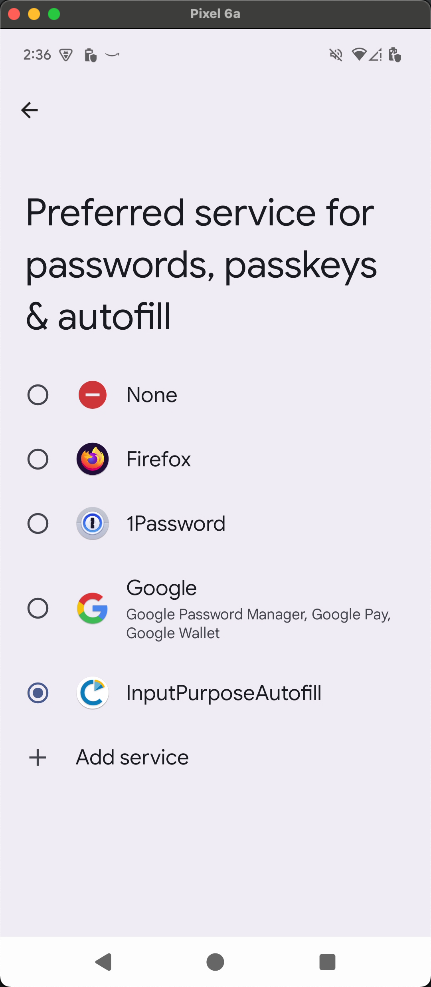 Pixel 6a
2:36
Preferred service for
passwords, passkeys
& autofill
None
Firefox
1Password
Google
Google Password Manager, Google Pay,
Google Wallet
InputPurposeAutofill
+ Add service